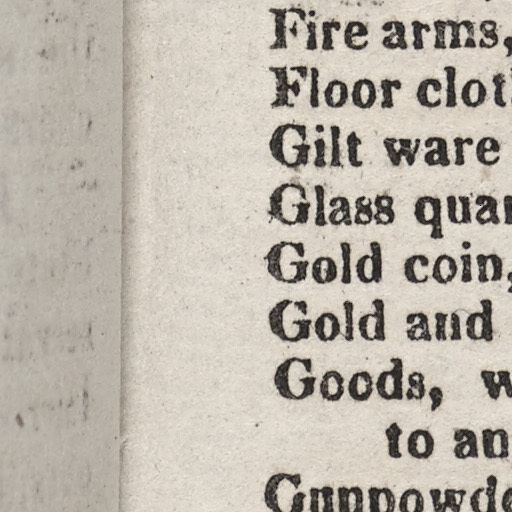 Fire arms,
Floor clot
Gilt ware
Glass quar
Gold coin,
Gold and
Goods, w
to an
Gunpowde